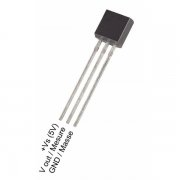 +Vs (5V)
V out / Mesure
GND / Masse